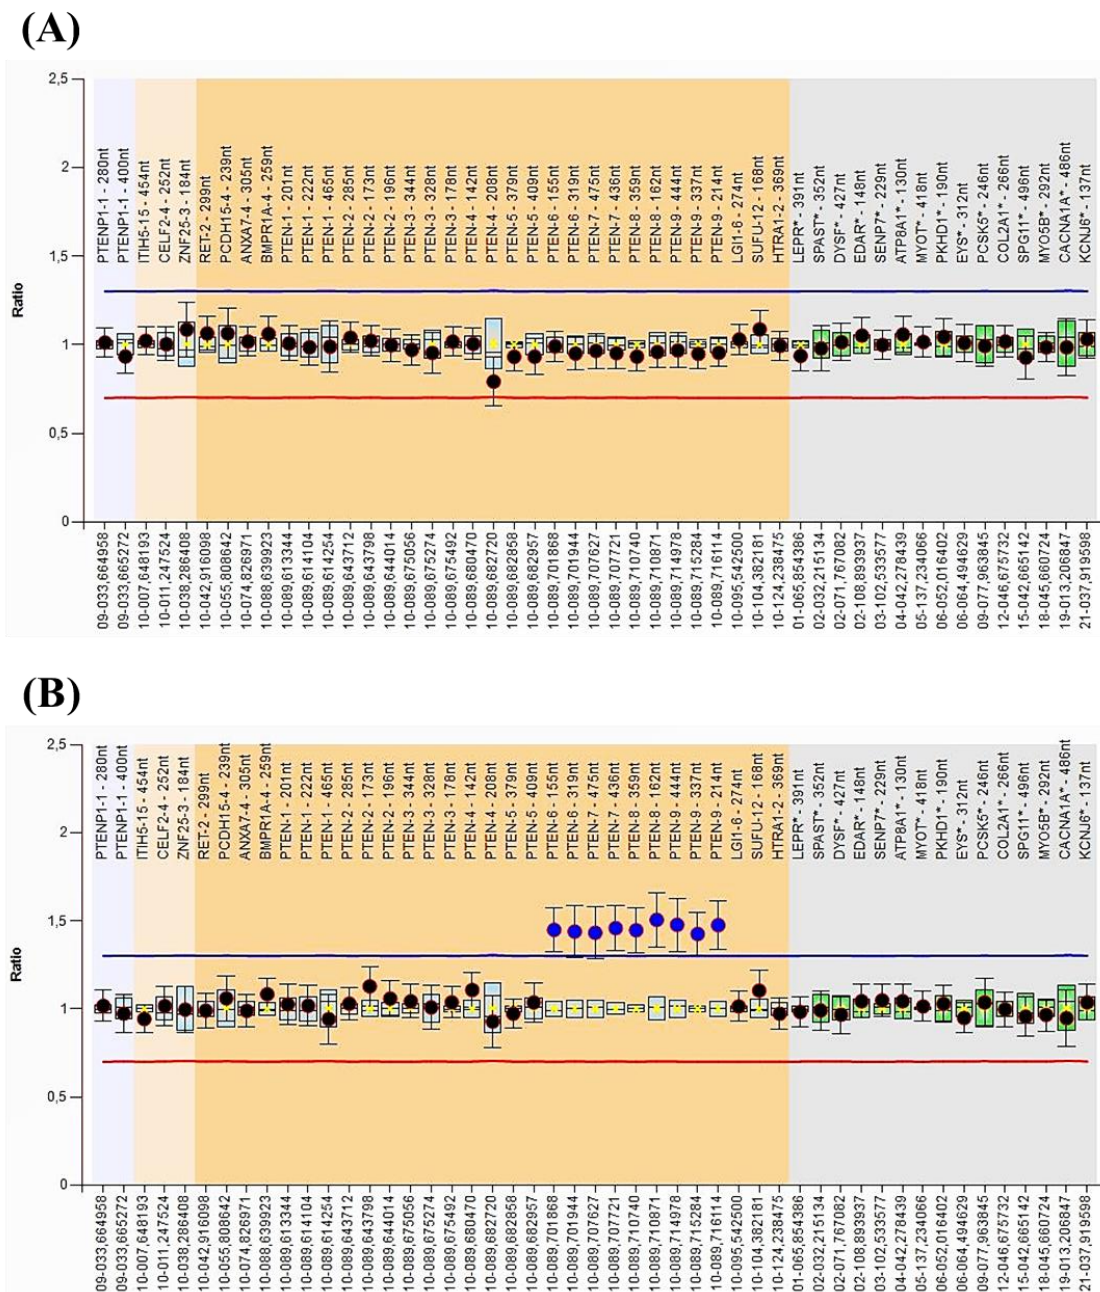 (A)
2,5
2
1,5
1
0,5
0
Ratio
PTENP1-1 - 280nt
PTENP1-1 - 400nt
ITIH5-15 - 454nt
CELF2-4 - 252nt
ZNF25-3 - 184nt
RET-2 - 299nt
PCDH15-4 - 239nt
ANXA7-4 - 305nt
BMPR1A-4 - 259nt
PTEN-1 - 201nt
PTEN-1 - 222nt
PTEN-1 - 465nt
PTEN-2 - 285nt
PTEN-2 - 173nt
PTEN-2 - 196nt
PTEN-3 - 344nt
PTEN-3 - 328nt
PTEN-3 - 178nt
PTEN-4 - 142nt
PTEN-4 - 208nt
PTEN-5 - 379nt
PTEN-5 - 409nt
PTEN-6 - 155nt
PTEN-6 - 319nt
PTEN-7 - 475nt
PTEN-7 - 436nt
PTEN-8 - 359nt
PTEN-8 - 162nt
PTEN-9 - 444nt
PTEN-9 - 337nt
PTEN-9 - 214nt
LGI1-6 - 274nt
SUFU-12 - 168nt
HTRA1-2 - 369nt
LEPR* - 391nt
SPAST* - 352nt
DYSF* - 427nt
EDAR* - 148nt
SENP7* - 229nt
ATP8A1* - 130nt
MYOT* - 418nt
PKHD1* - 190nt
EYS* - 312nt
PCSK5* - 246nt
COL2A1* - 266nt
SPG11* - 496nt
MYO5B* - 292nt
CACNA1A* - 486nt
KCNJ6* - 137nt
09-033,664958
09-033,665272
10-007,648193
10-011,247524
10-038,286408
10-042,916098
10-055,808642
10-074,826971
10-088,639923
10-089,613344
10-089,614104
10-089,614254
10-089,643712
10-089,643798
10-089,644014
10-089,675056
10-089,675274
10-089,675492
10-089,680470
10-089,682720
10-089,682858
10-089,682957
10-089,701868
10-089,701944
10-089,707627
10-089,707721
10-089,710740
10-089,710871
10-089,714978
10-089,715284
10-089,716114
10-095,542500
10-104,382181
10-124,238475
01-065,854386
02-032,215134
02-071,767082
02-108,893937
03-102,533577
04-042,278439
05-137,234066
06-052,016402
06-064,494629
09-077,963845
12-046,675732
15-042,665142
18-045,660724
19-013,206847
21-037,919598
(B)
2,5
2
1,5
1
0,5
0
Ratio
PTENP1-1 - 280nt
PTENP1-1 - 400nt
ITIH5-15 - 454nt
CELF2-4 - 252nt
ZNF25-3 - 184nt
RET-2 - 299nt
PCDH15-4 - 239nt
ANXA7-4 - 305nt
BMPR1A-4 - 259nt
PTEN-1 - 201nt
PTEN-1 - 222nt
PTEN-1 - 465nt
PTEN-2 - 285nt
PTEN-2 - 173nt
PTEN-2 - 196nt
PTEN-3 - 344nt
PTEN-3 - 328nt
PTEN-3 - 178nt
PTEN-4 - 142nt
PTEN-4 - 208nt
PTEN-5 - 379nt
PTEN-5 - 409nt
PTEN-6 - 155nt
PTEN-6 - 319nt
PTEN-7 - 475nt
PTEN-7 - 436nt
PTEN-8 - 359nt
PTEN-8 - 162nt
PTEN-9 - 444nt
PTEN-9 - 337nt
PTEN-9 - 214nt
LGI1-6 - 274nt
SUFU-12 - 168nt
HTRA1-2 - 369nt
LEPR* - 391nt
SPAST* - 352nt
DYSF* - 427nt
EDAR* - 148nt
SENP7* - 229nt
ATP8A1* - 130nt
MYOT* - 418nt
PKHD1* - 190nt
EYS* - 312nt
PCSK5* - 246nt
COL2A1* - 266nt
SPG11* - 496nt
MYO5B* - 292nt
CACNA1A* - 486nt
KCNJ6* - 137nt
09-033,664958
09-033,665272
10-007,648193
10-011,247524
10-038,286408
10-042,916098
10-055,808642
10-074,826971
10-088,639923
10-089,613344
10-089,614104
10-089,614254
10-089,643712
10-089,643798
10-089,644014
10-089,675056
10-089,675274
10-089,675492
10-089,680470
10-089,682720
10-089,682858
10-089,682957
10-089,701868
10-089,701944
10-089,707627
10-089,707721
10-089,710740
10-089,710871
10-089,714978
10-089,715284
10-089,716114
10-095,542500
10-104,382181
10-124,238475
01-065,854386
02-032,215134
02-071,767082
02-108,893937
03-102,533577
04-042,278439
05-137,234066
06-052,016402
06-064,494629
09-077,963845
12-046,675732
15-042,665142
18-045,660724
19-013,206847
21-037,919598